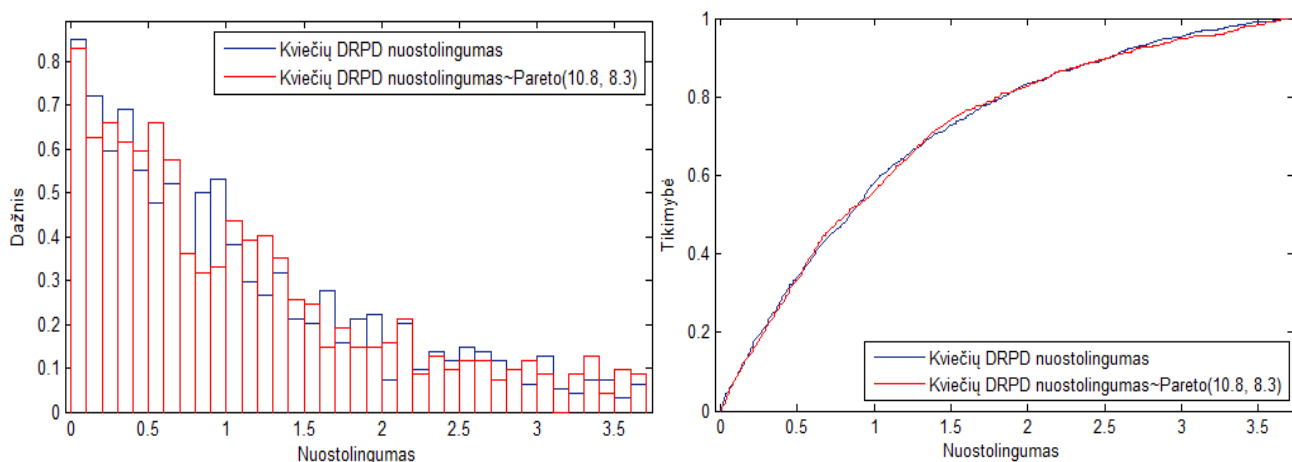 Kviečių DRPD nuostolingumas
Kviečių DRPD nuostolingumas~Pareto(10.8, 8.3)
0.8
0.7
0.6
0.5
0.4
0.3
0.2
0.1
0
Dažnis
0 0.5 1 1.5 2 2.5 3 3.5
Nuostolingumas
1
0.8
0.6
0.4
0.2
0
Tikimybė
Kviečių DRPD nuostolingumas
Kviečių DRPD nuostolingumas~Pareto(10.8, 8.3)
0 0.5 1 1.5 2 2.5 3 3.5
Nuostolingumas